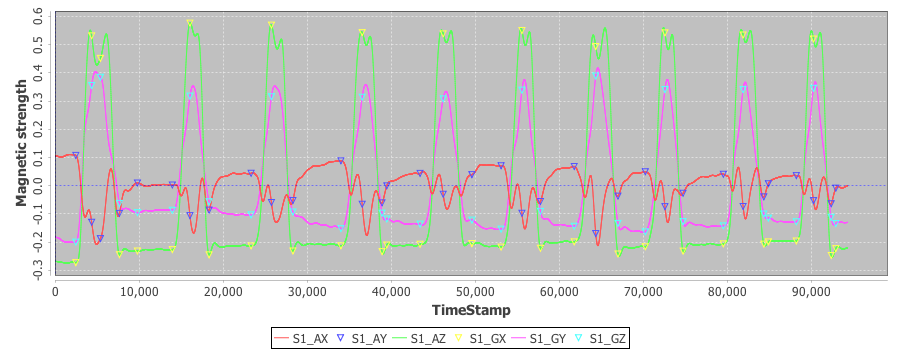 0.6
0.5
0.4
0.3
0.2
0.1
0.0
-0.1
-0.2
-0.3
Magnetic strength
0 10,000 20,000 30,000 40,000 50,000 60,000 70,000 80,000 90,000
TimeStamp
S1_AX S1_AY S1_AZ S1_GX S1_GY S1_GZ